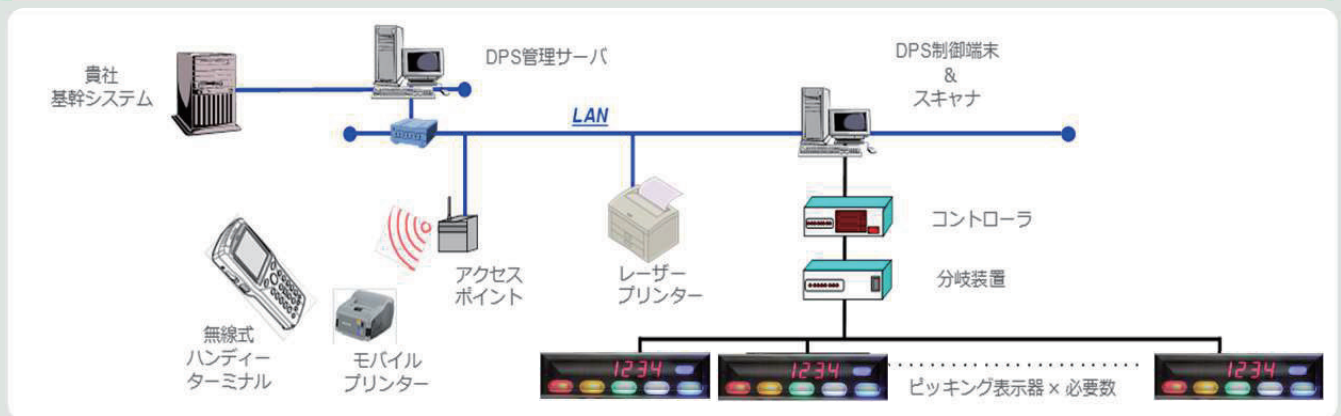 貴社
基幹システム
DPS管理サーバ
DPS制御端末
&
スキャナ
LAN
コントローラ
分岐装置
アクセス
ポイント
レーザー
プリンター
無線式
ハンディー
ターミナル
モバイル
プリンター
1234
1234
ピッキング表示器 × 必要数
1234